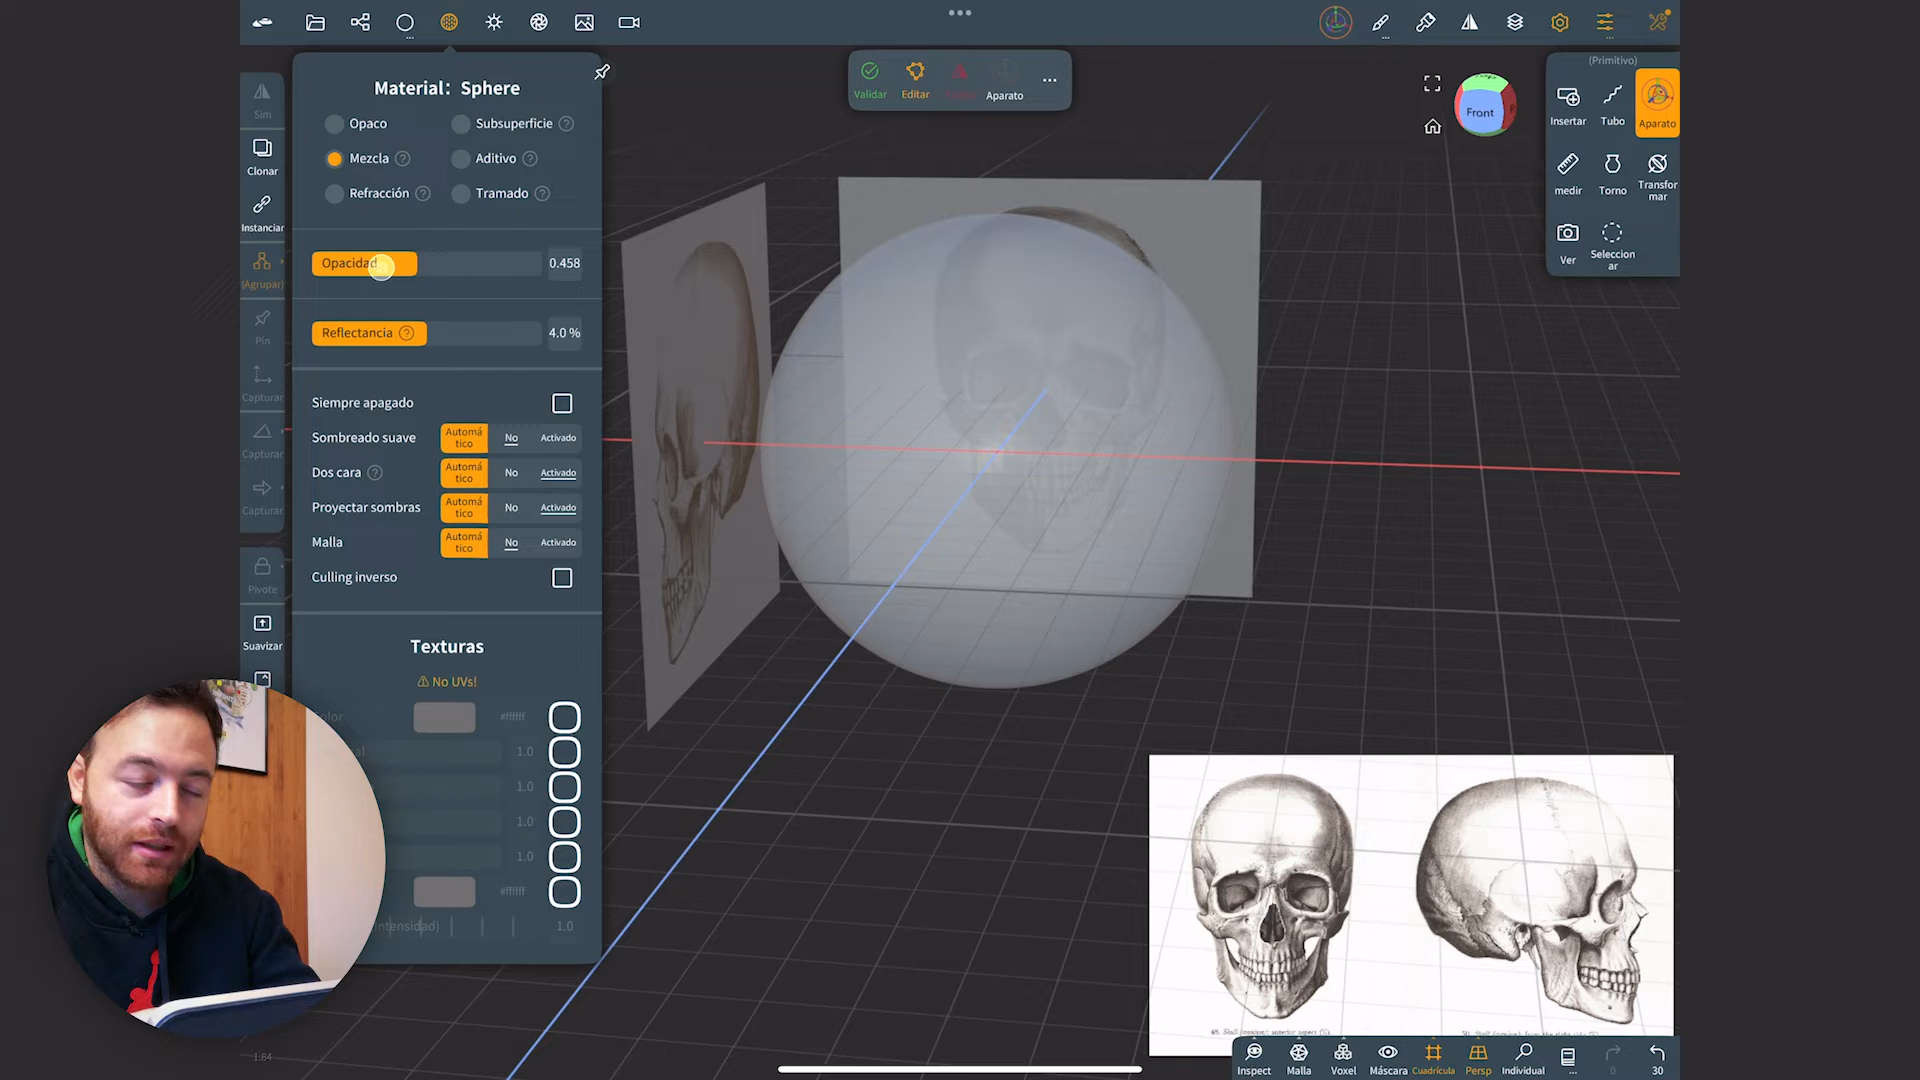 Material: Sphere
Opaco
Subsuperficie
Mezcla
Aditivo
Refracción
Tramado
Opacidad
0.458
Reflectancia
4.0 %
Siempre apagado
Sombreado suave
Automá
tico
No
Activado
Dos cara
Automá
tico
No
Activado
Proyectar sombras
Automá
tico
No
Activado
Malla
Automá
tico
No
Activado
Culling inverso
Texturas
No UVs!
#ffffff
1.0
1.0
1.0
1.0
#ffffff
ntensidad)
1.0
Sim
Clonar
Instanciar
(Agrupar)
Pin
Capturar
Capturar
Capturar
Pivote
Suavizar
Validar
Editar
Aparato
...
Front
(Primitivo)
Insertar
Tubo
Aparato
medir
Torno
Transfor
mar
Ver
Seleccion
ar
Inspect
Malla
Voxel
Máscara
Cuadrícula
Persp
Individual
...
0
30